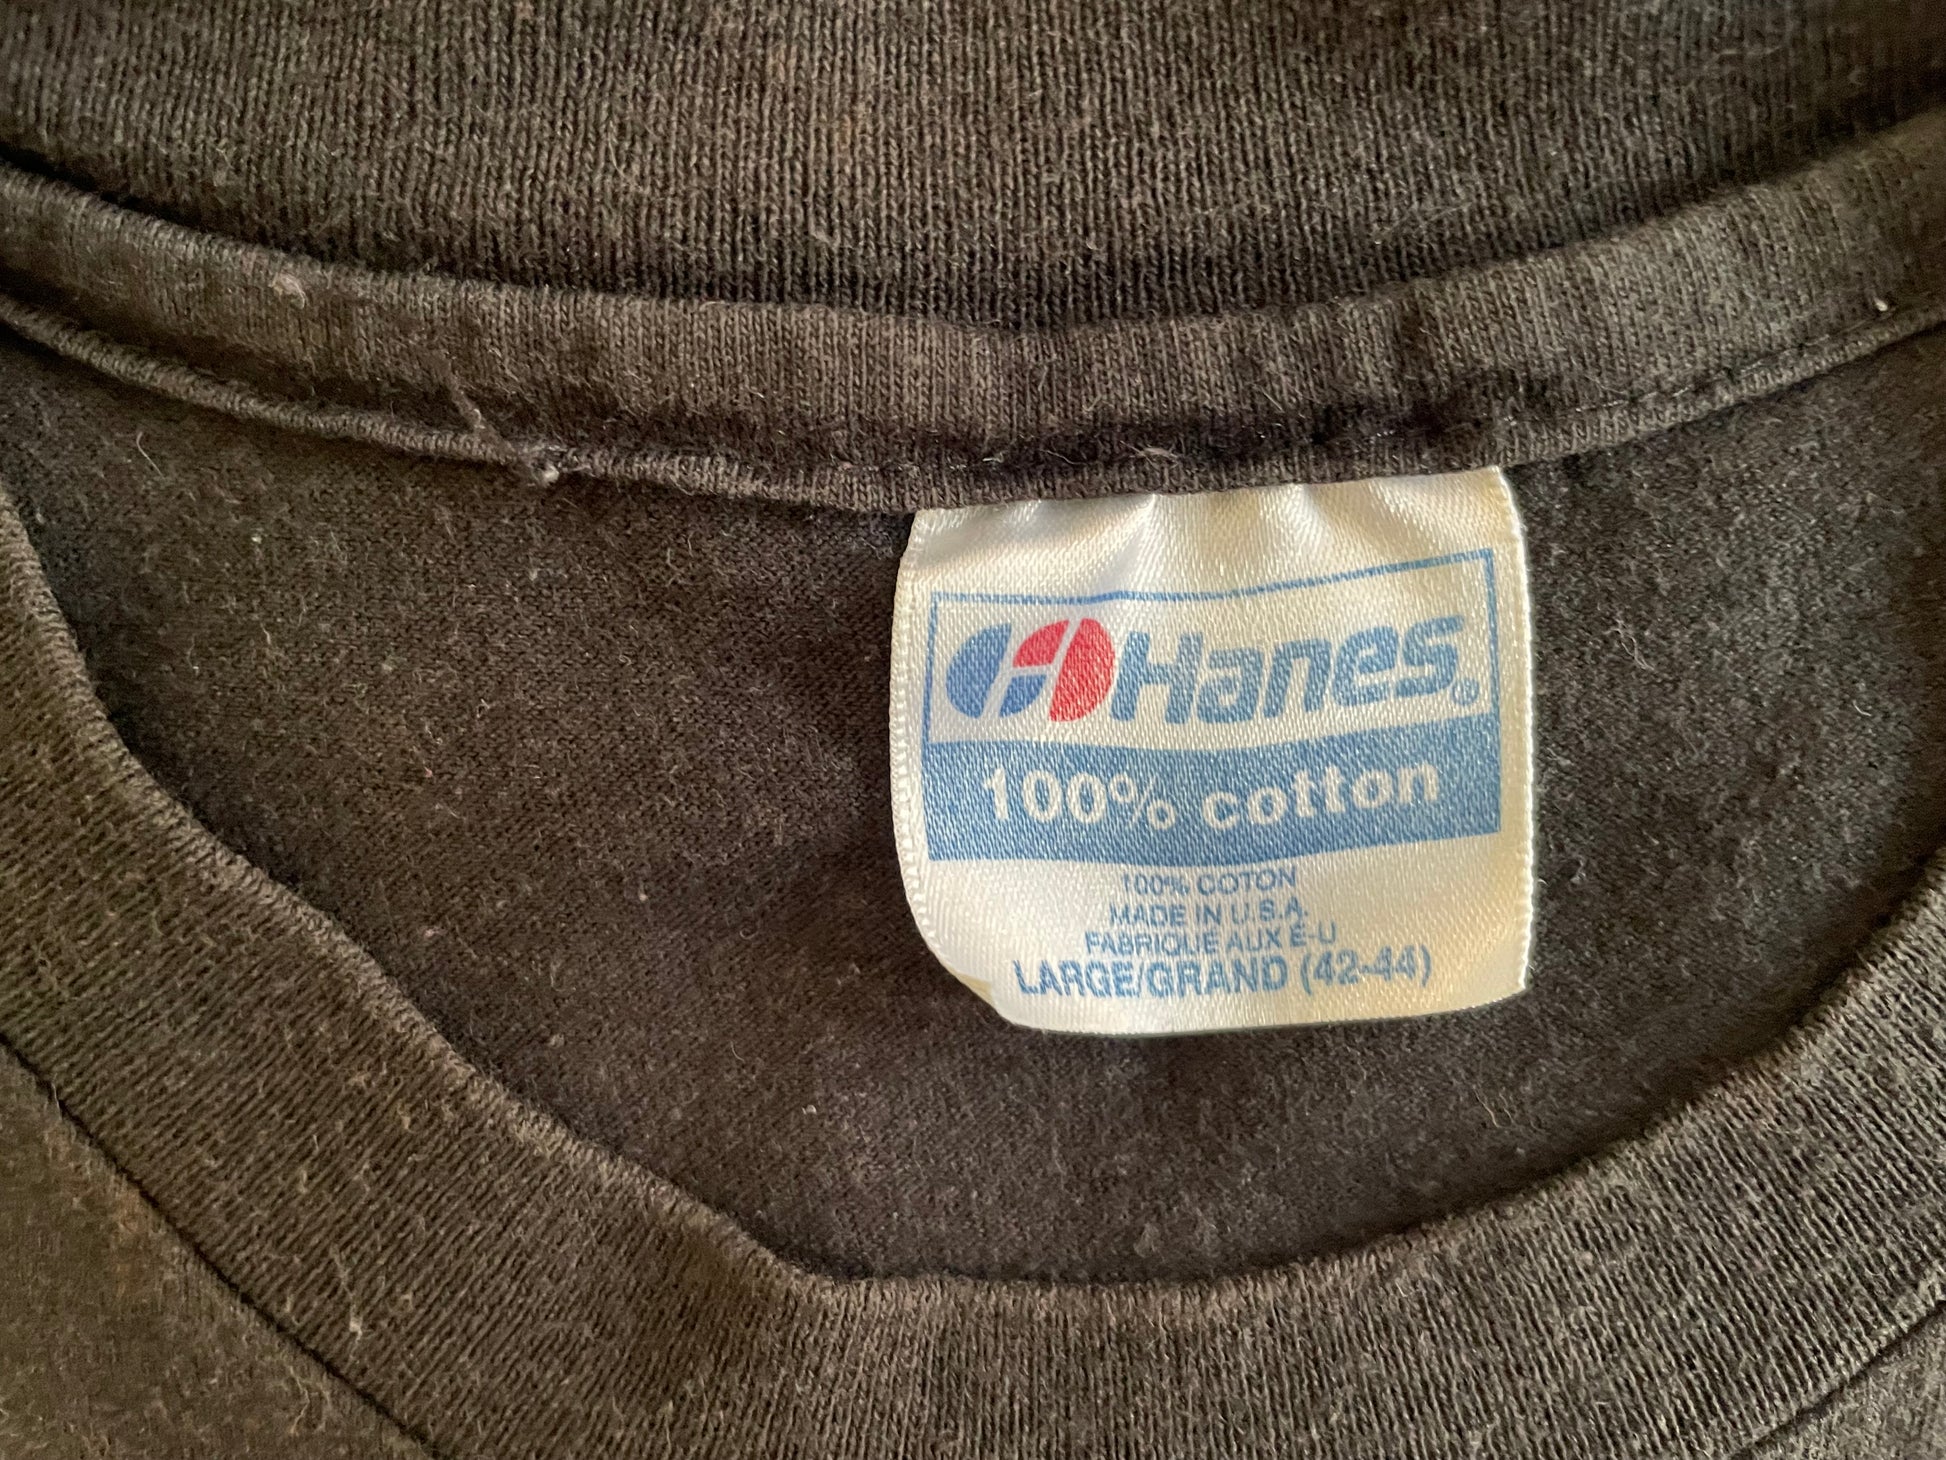 Hanes®
100% cotton
100% COTON
MADE IN U.S.A.
FABRIQUE AUX É-U
LARGE/GRAND (42-44)